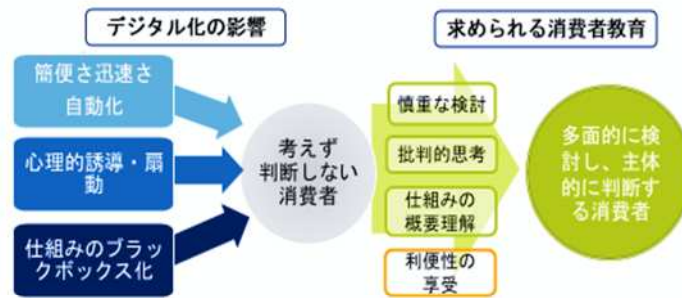 デジタル化の影響
求められる消費者教育
簡便さ迅速さ
自動化
心理的誘導・扇
動
仕組みのブラッ
クボックス化
考えず
判断しない
消費者
慎重な検討
批判的思考
仕組みの
概要理解
利便性の
享受
多面的に検
討し、主体
的に判断す
る消費者